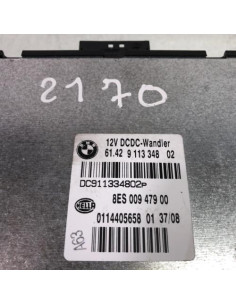 2170
12V DCDC-Wandler
61.42 9 113 348 02
DC911334802P
HELLA
8ES 009 479 00
0114405658 01 37/08